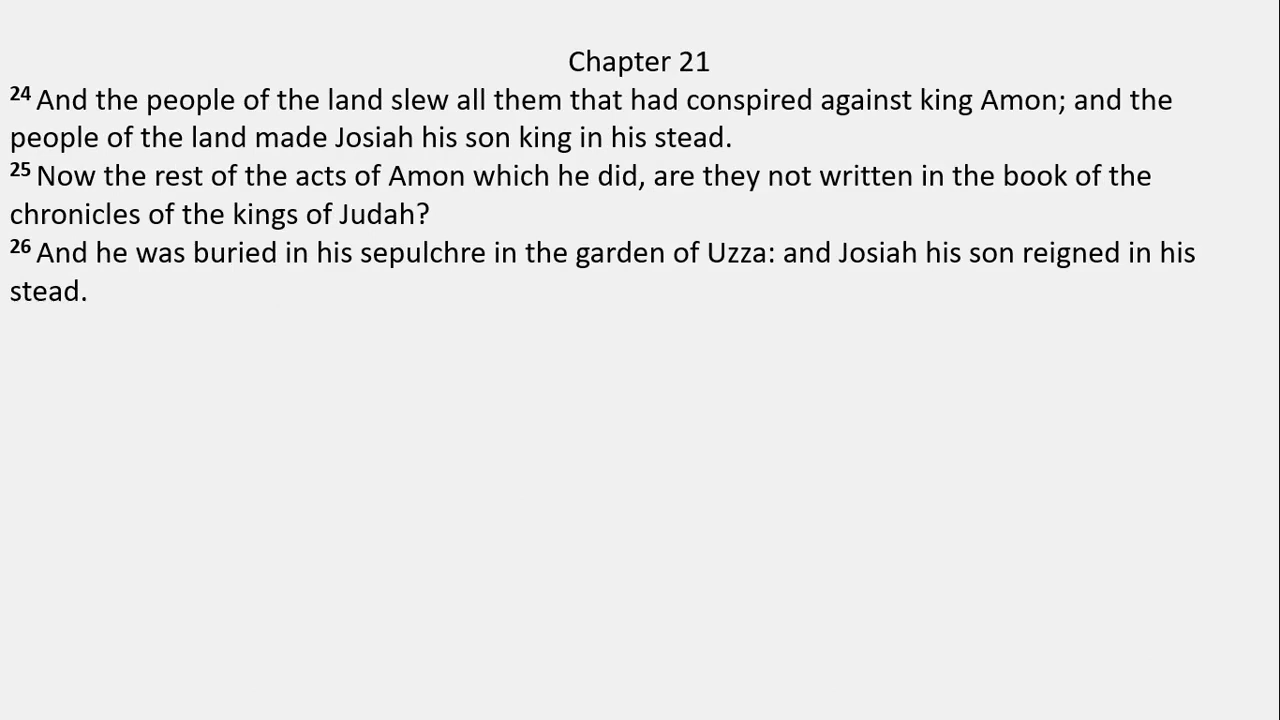 Chapter 21
24 And the people of the land slew all them that had conspired against king Amon; and the
people of the land made Josiah his son king in his stead.
25 Now the rest of the acts of Amon which he did, are they not written in the book of the
chronicles of the kings of Judah?
26 And he was buried in his sepulchre in the garden of Uzza: and Josiah his son reigned in his
stead.